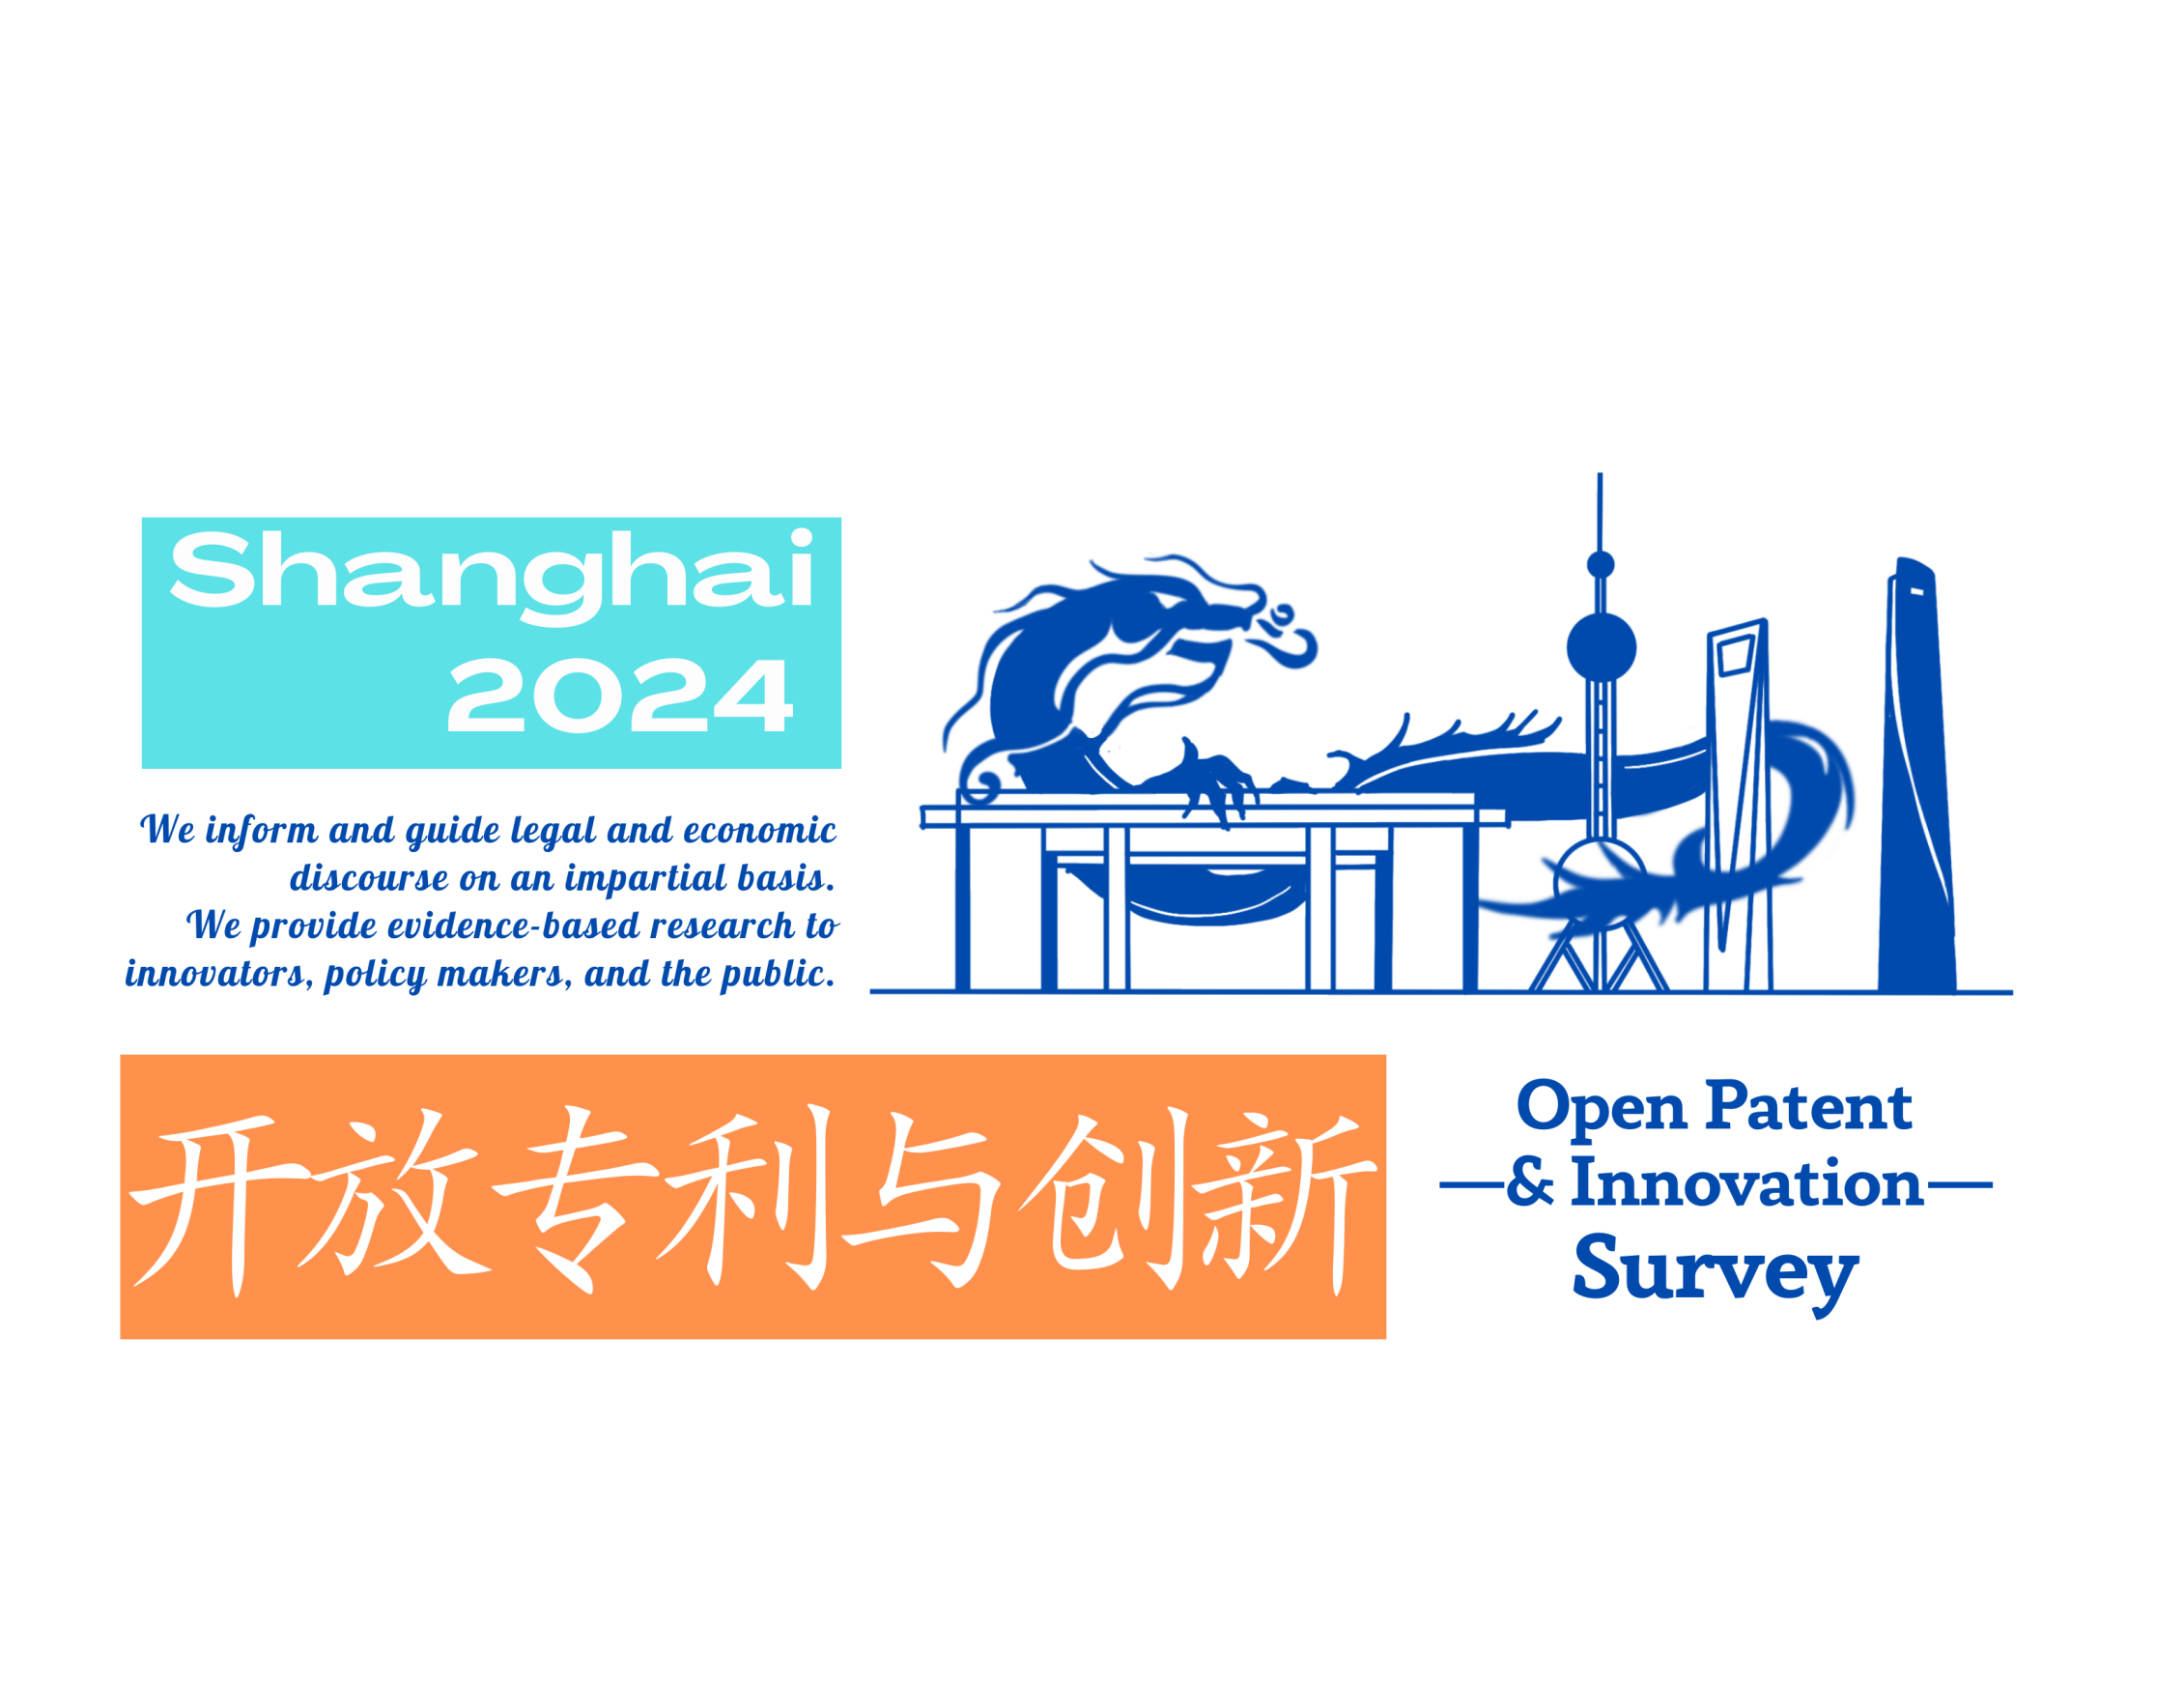 Shanghai
2024
We inform and guide legal and economic
discourse on an impartial basis.
We provide evidence-based research to
innovators, policy makers, and the public.
开放专利与创新
Open Patent
& Innovation
Survey